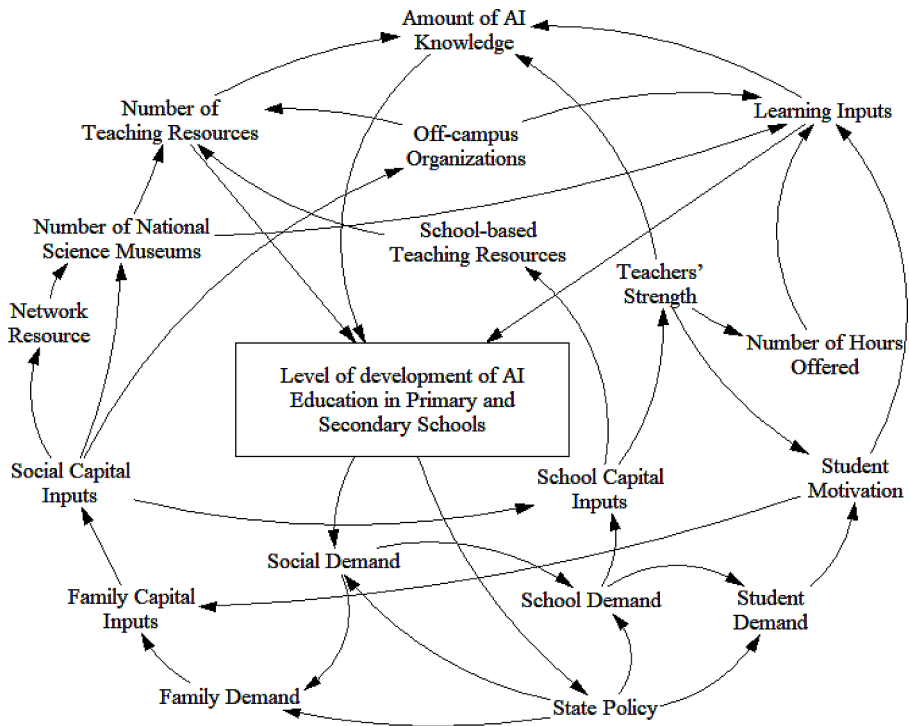 Amount of AI
Knowledge
Number of
Teaching Resources
Off-campus
Organizations
Learning Inputs
Number of National
Science Museums
School-based
Teaching Resources
Teachers'
Strength
Network
Resource
Number of Hours
Offered
Level of development of AI
Education in Primary and
Secondary Schools
Social Capital
Inputs
School Capital
Inputs
Student
Motivation
Social Demand
Family Capital
Inputs
School Demand
Student
Demand
Family Demand
State Policy